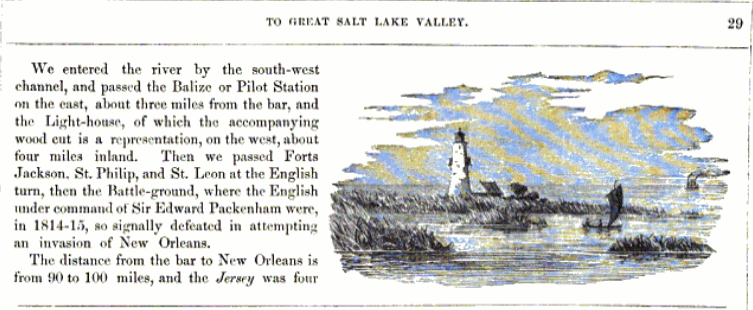 TO GREAT SALT LAKE VALLEY. 29
We entered the river by the south-west
channel, and passed the Balize or Pilot Station
on the east, about three miles from the bar, and
the Light-house, of which the accompanying
wood cut is a representation, on the west, about
four miles inland. Then we passed Forts
Jackson, St. Philip, and St. Leon at the English
turn, then the Battle-ground, where the English
under command of Sir Edward Packenham were,
in 1814-15, so signally defeated in attempting
an invasion of New Orleans.
The distance from the bar to New Orleans is
from 90 to 100 miles, and the Jersey was four